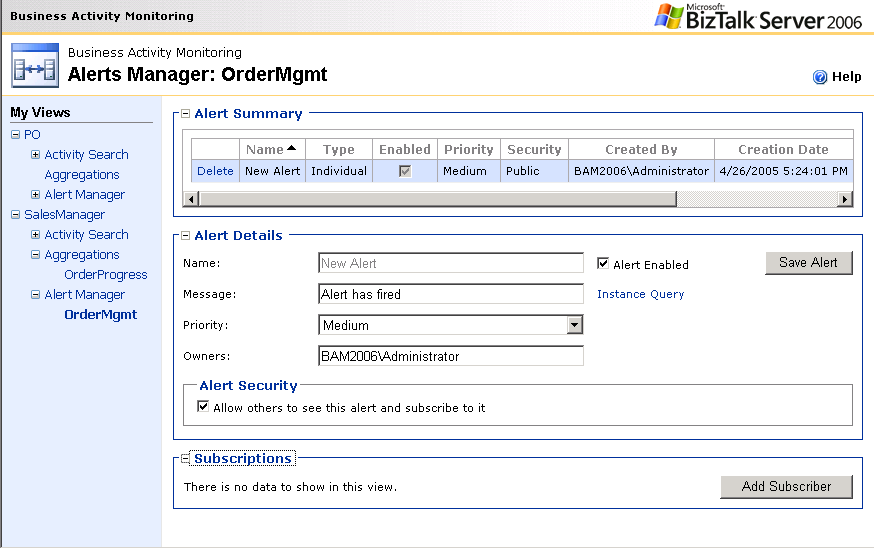 Business Activity Monitoring
Microsoft
BizTalk Server 2006
Business Activity Monitoring
Alerts Manager: OrderMgmt
Help
My Views
PO
Activity Search
Aggregations
Alert Manager
SalesManager
Activity Search
Aggregations
OrderProgress
Alert Manager
OrderMgmt
Alert Summary
Name Type Enabled Priority Security Created By Creation Date
Delete New Alert Individual Medium Public BAM2006\Administrator 4/26/2005 5:24:01 PM
Alert Details
Name: New Alert Alert Enabled Save Alert
Message: Alert has fired Instance Query
Priority: Medium
Owners: BAM2006\Administrator
Alert Security
Allow others to see this alert and subscribe to it
Subscriptions
There is no data to show in this view. Add Subscriber